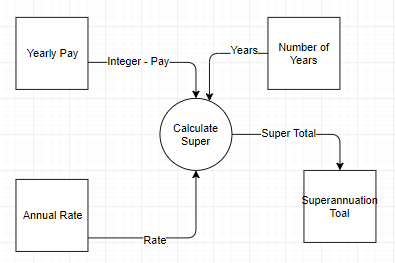 Yearly Pay
Integer - Pay
Years
Number of
Years
Calculate
Super
Super Total
Superannuation
Toal
Annual Rate
Rate